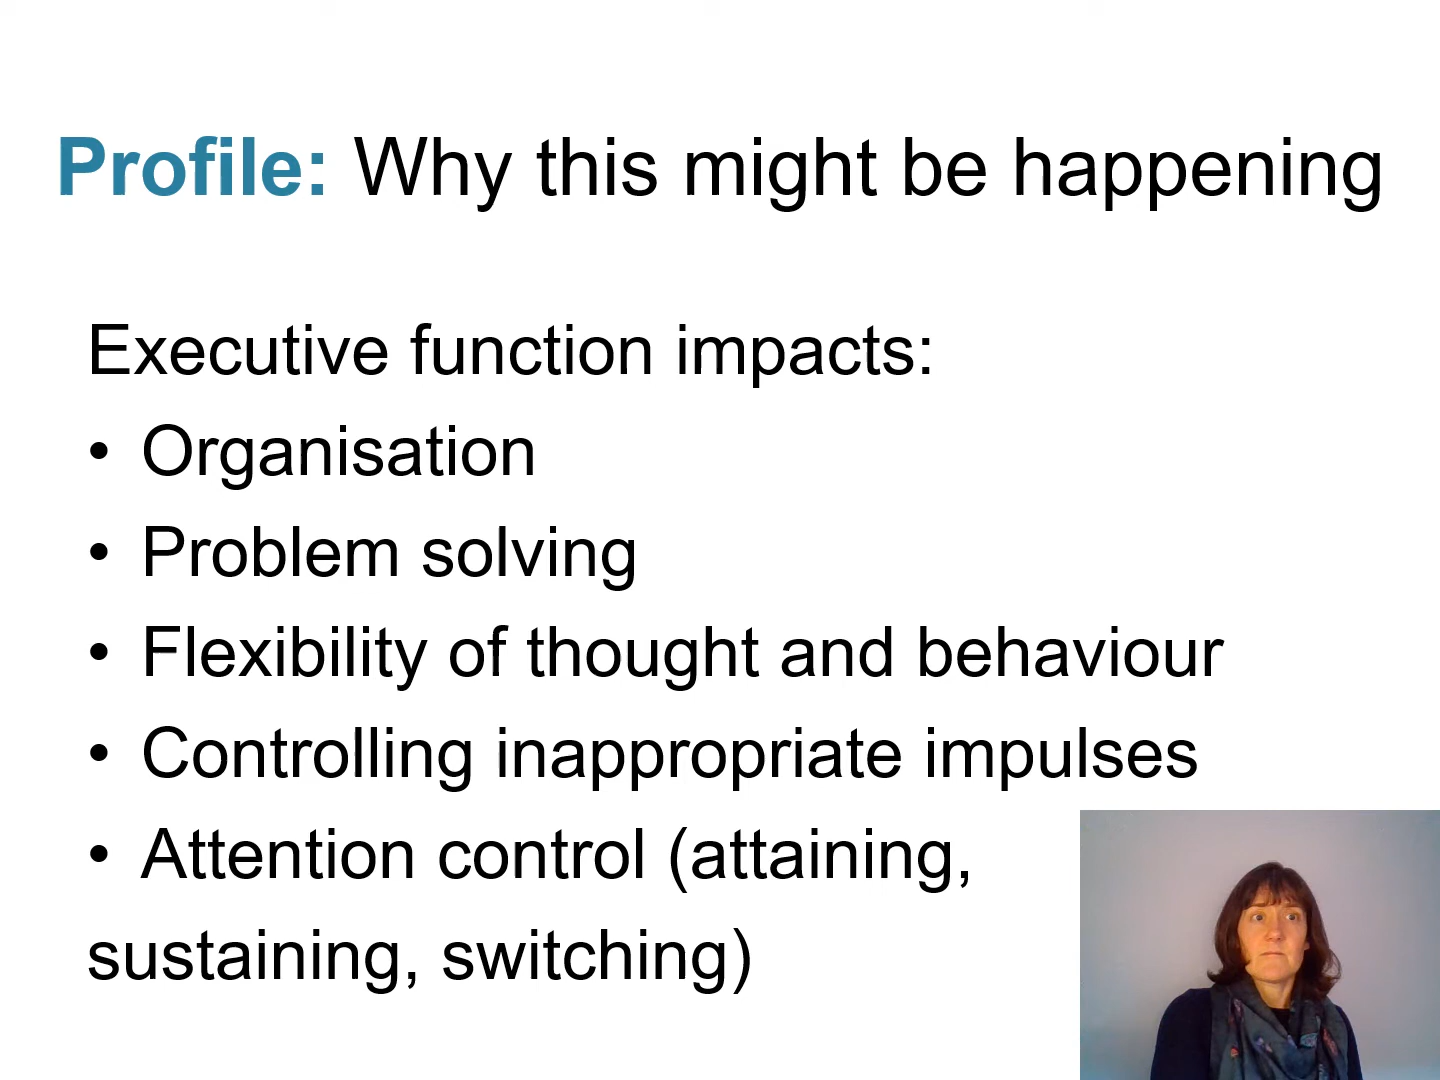 Profile: Why this might be happening
Executive function impacts:
• Organisation
• Problem solving
• Flexibility of thought and behaviour
• Controlling inappropriate impulses
• Attention control (attaining,
sustaining, switching)